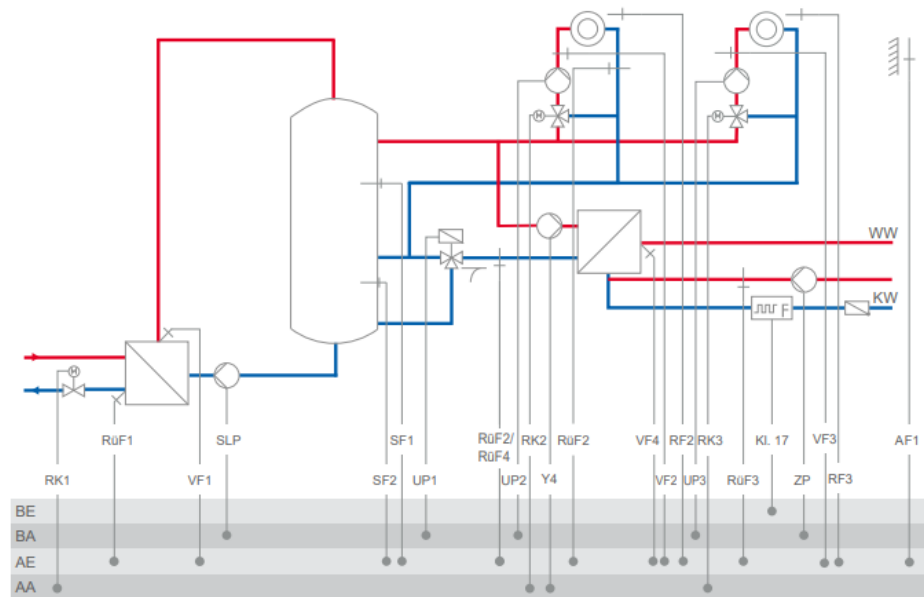 M
M
WW
KW
F
M
RüF1
SLP
SF1
RüF2/
RüF4
RK2
RüF2
VF4
RF2
RK3
Kl. 17
VF3
AF1
RK1
VF1
SF2
UP1
UP2
Y4
VF2
UP3
RüF3
ZP
RF3
BE
BA
AE
AA